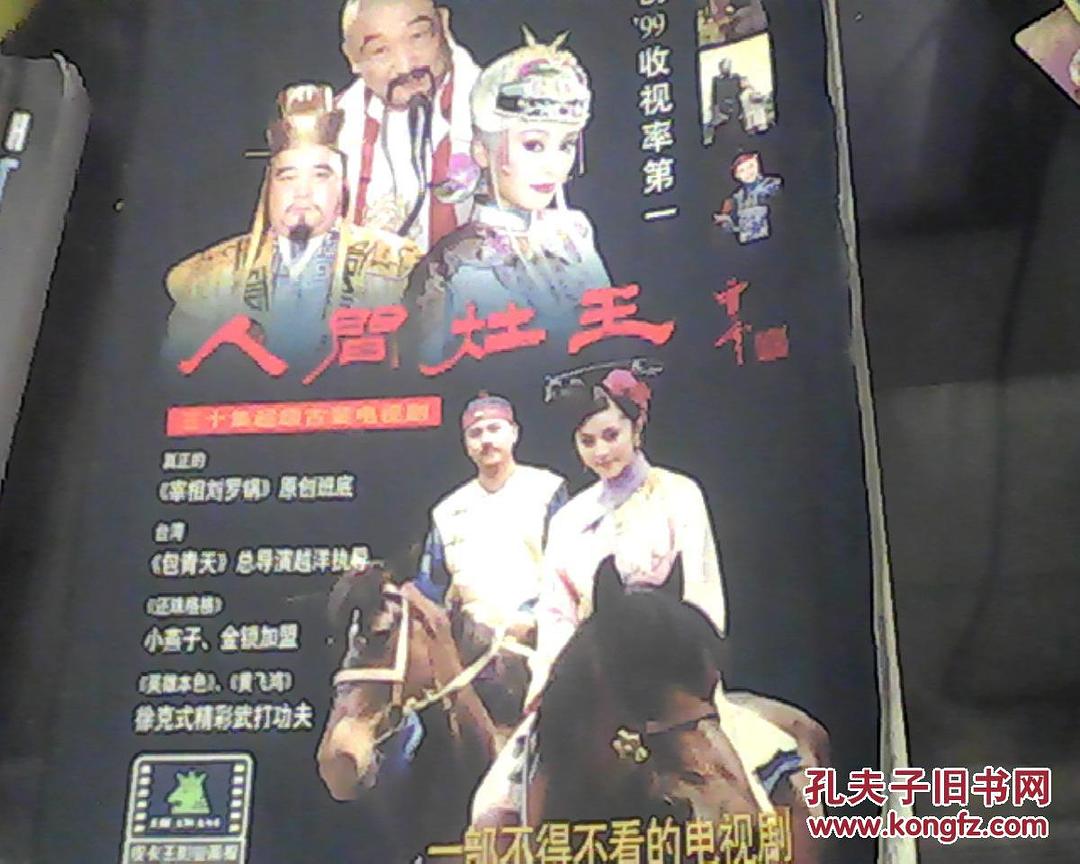 '99收视率第一
人間灶王
三十集超级古装电视剧
真正的
《宰相刘罗锅》原创班底
台湾
《包青天》总导演越洋执导
《还珠格格》
小燕子、金锁加盟
《英雄本色》、《黄飞鸿》
徐克式精彩武打功夫
一部不得不看的电视剧
孔夫子旧书网
www.kongfz.com